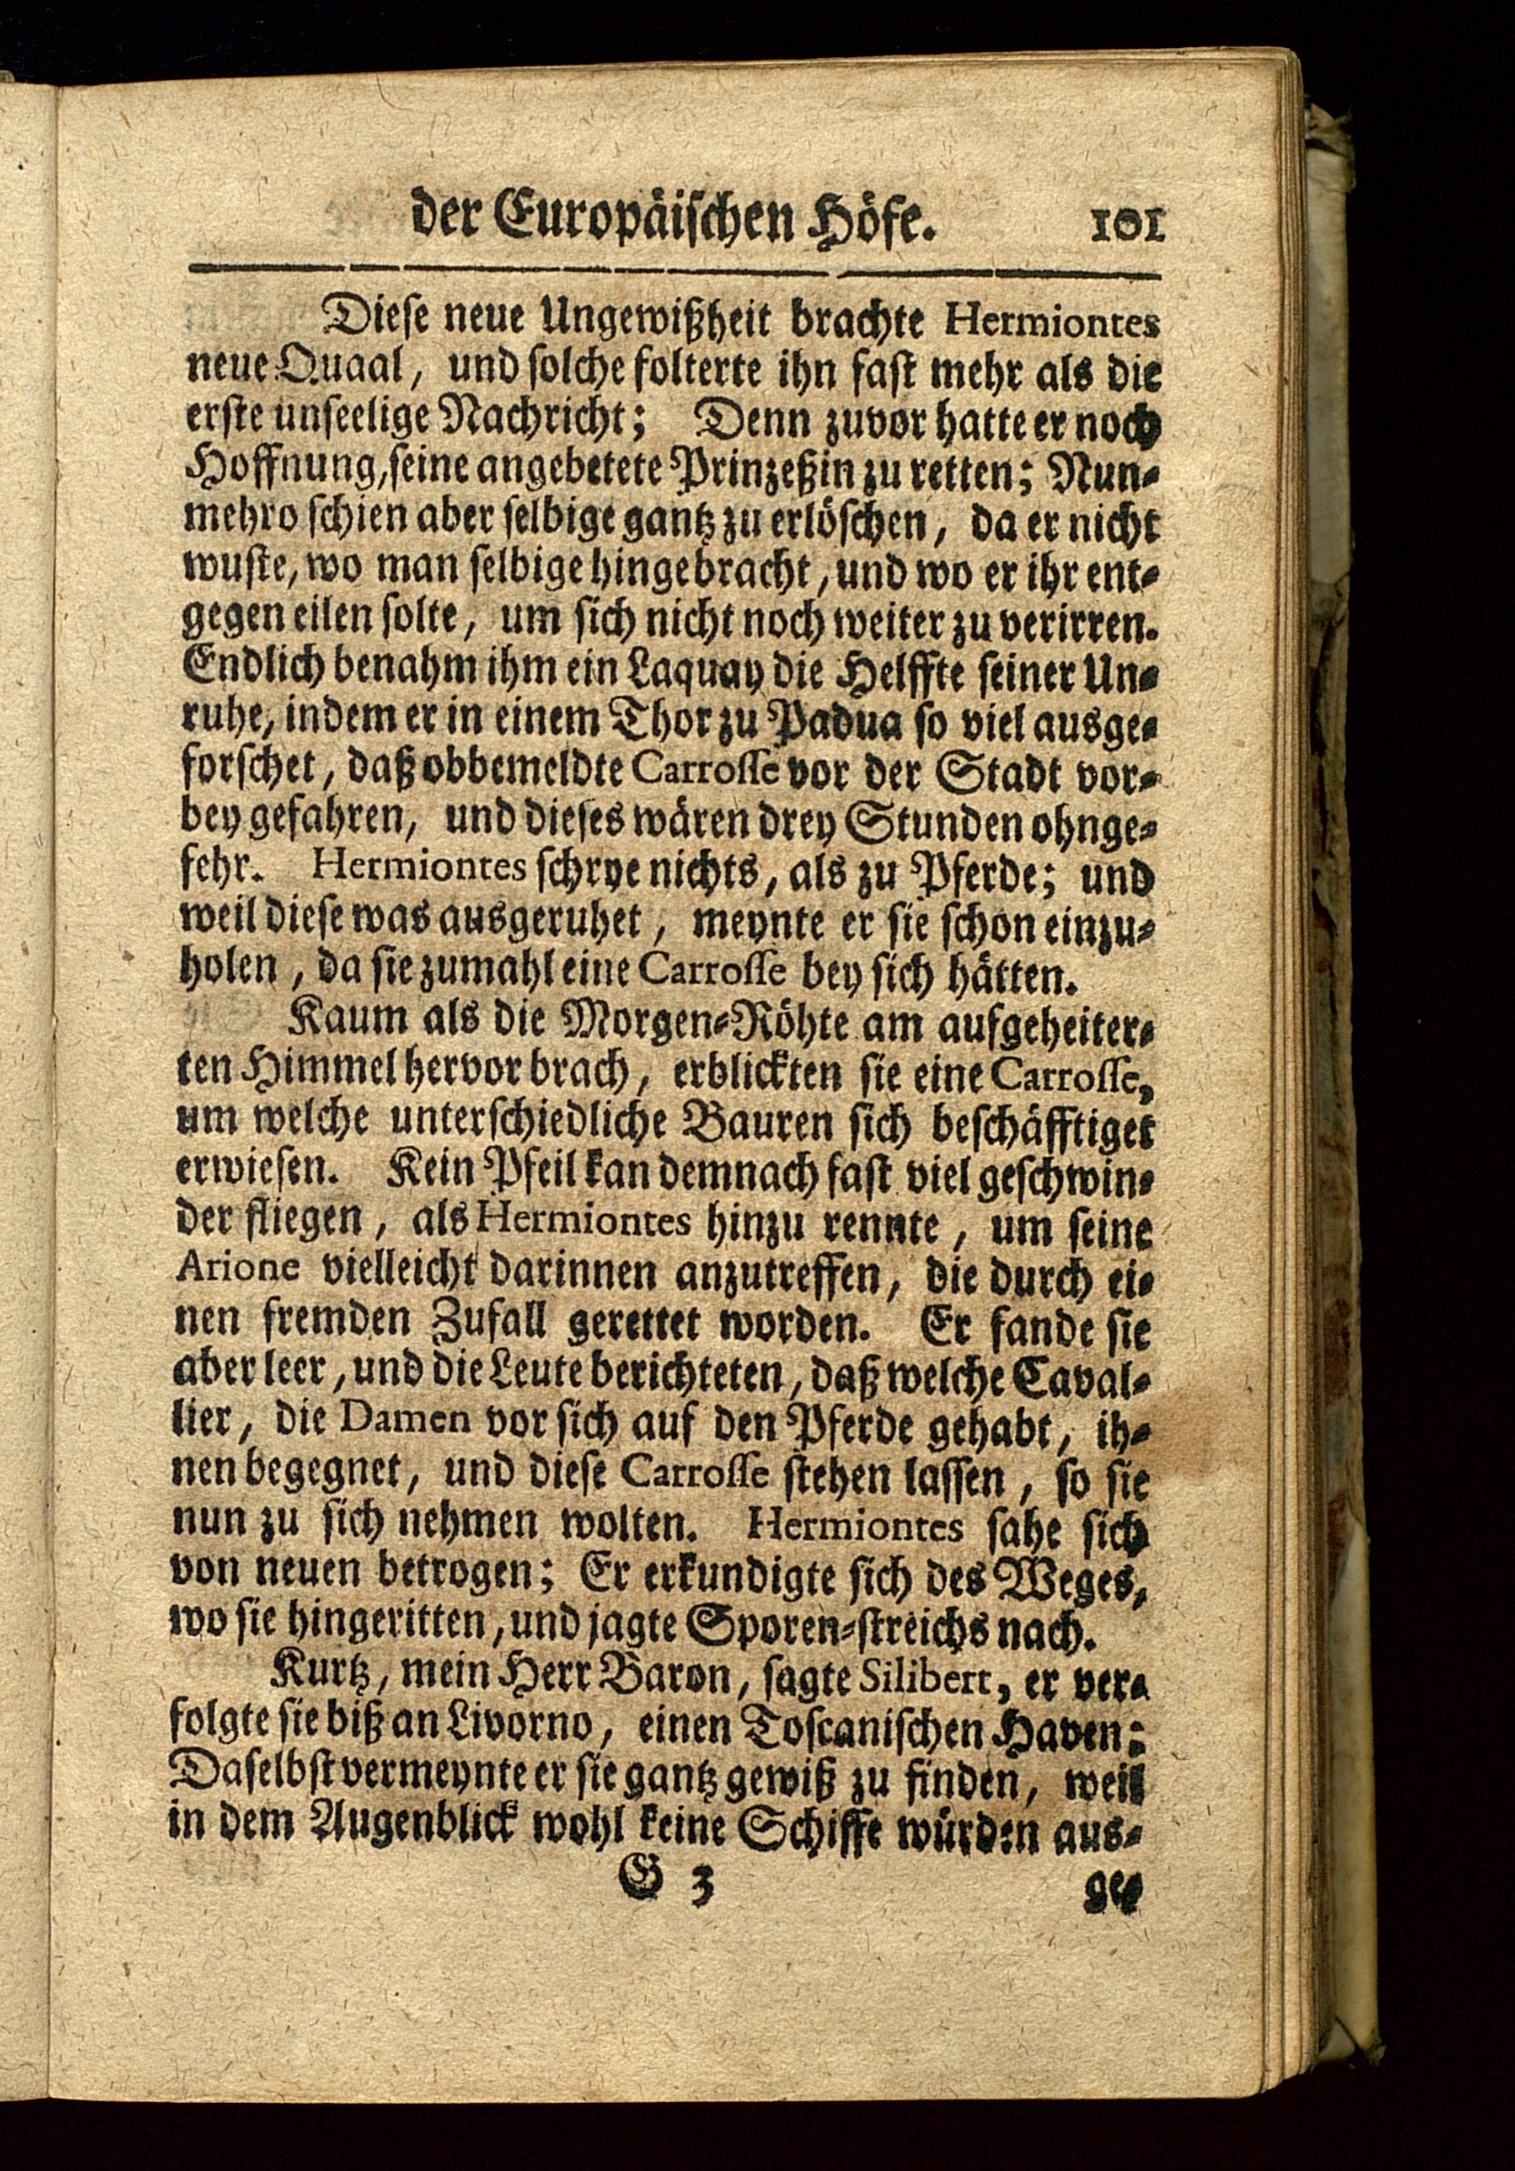 der Europäischen Höfe. 101
Diese neue Ungewißheit brachte Hermiontes
neue Quaal, und solche folterte ihn fast mehr als die
erste unseelige Nachricht; Denn zuvor hatte er noch
Hoffnung, seine angebetete Prinzeßin zu retten; Nun-
mehro schien aber selbige gantz zu erlöschen, da er nicht
wuste, wo man selbige hingebracht, und wo er ihr ent-
gegen eilen solte, um sich nicht noch weiter zu verirren.
Endlich benahm ihm ein Laquay die Helffte seiner Un-
ruhe, indem er in einem Thor zu Padua so viel ausge-
forschet, daß obbemeldte Carrosse vor der Stadt vor-
bey gefahren, und dieses wären drey Stunden ohnge-
fehr. Hermiontes schrye nichts, als zu Pferde; und
weil diese was ausgeruhet, meynte er sie schon einzu-
holen, da sie zumahl eine Carrosse bey sich hätten.
Kaum als die Morgen-Röhte am aufgeheiter-
ten Himmel hervor brach, erblickten sie eine Carrosse,
um welche unterschiedliche Bauren sich beschäfftiget
erwiesen. Kein Pfeil kan demnach fast viel geschwin-
der fliegen, als Hermiontes hinzu rennte, um seine
Arione vielleicht darinnen anzutreffen, die durch ei-
nen fremden Zufall gerettet worden. Er fande sie
aber leer, und die Leute berichteten, daß welche Caval-
lier, die Damen vor sich auf den Pferde gehabt, ih-
nen begegnet, und diese Carrosse stehen lassen, so sie
nun zu sich nehmen wolten. Hermiontes sahe sich
von neuen betrogen; Er erkundigte sich des Weges,
wo sie hingeritten, und jagte Sporen-streichs nach.
Kurtz, mein Herr Baron, sagte Silibert, er ver-
folgte sie biß an Livorno, einen Toscanischen Haven;
Daselbst vermeynte er sie gantz gewiß zu finden, weil
in dem Augenblick wohl keine Schiffe würden aus-
G 3 ge-